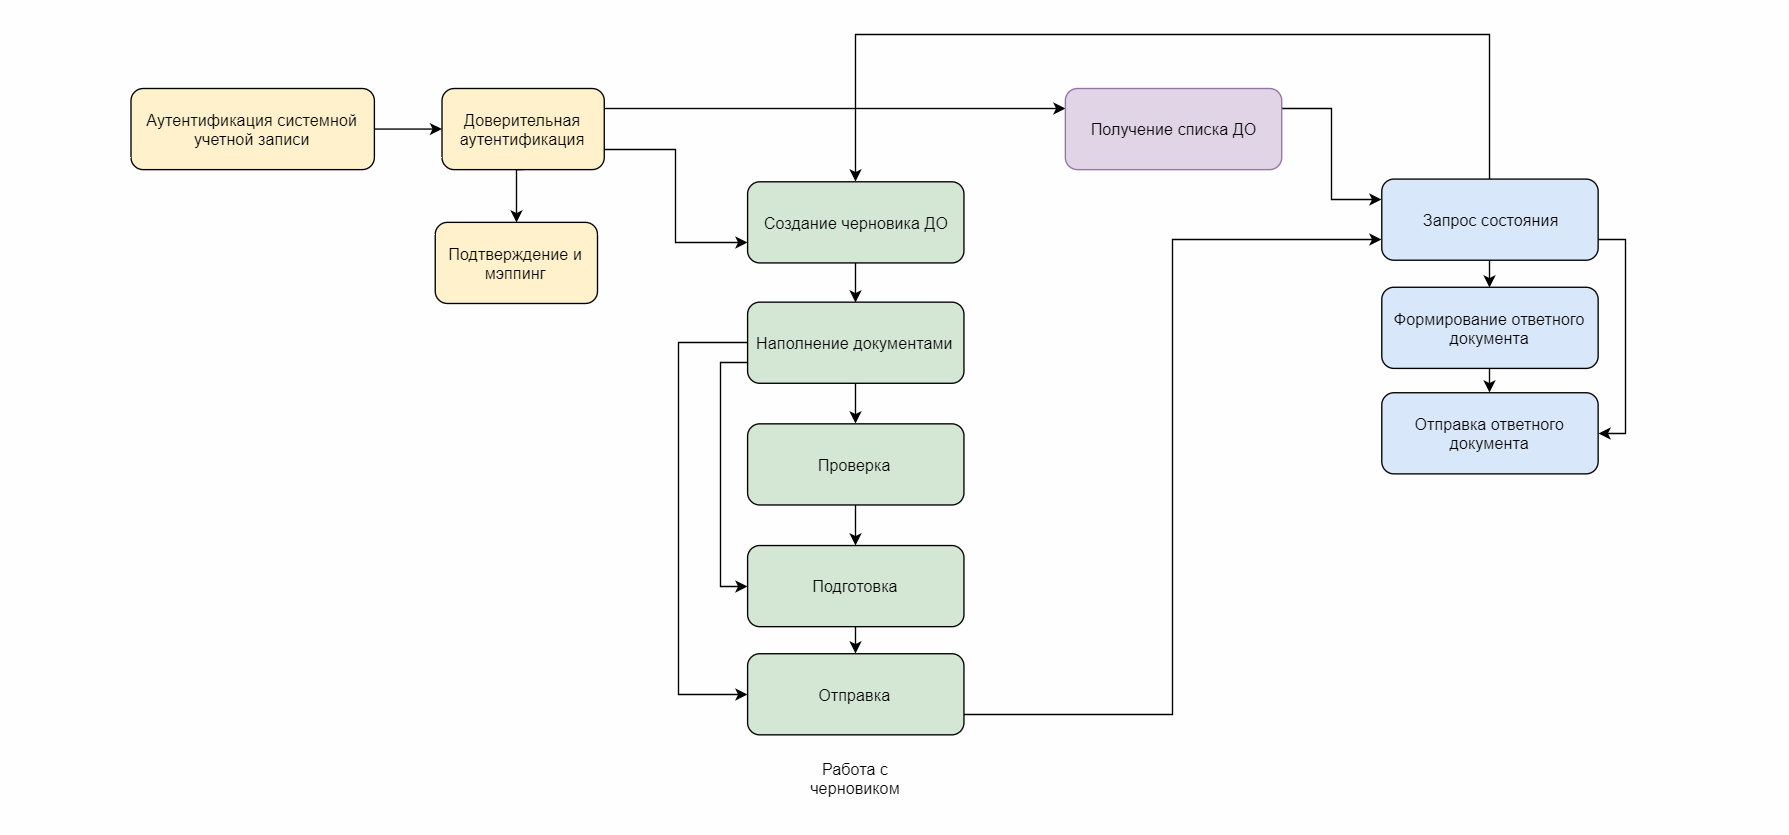 Аутентификация системной
учетной записи
Доверительная
аутентификация
Подтверждение и
мэппинг
Создание черновика ДО
Наполнение документами
Проверка
Подготовка
Отправка
Работа с
черновиком
Получение списка ДО
Запрос состояния
Формирование ответного
документа
Отправка ответного
документа